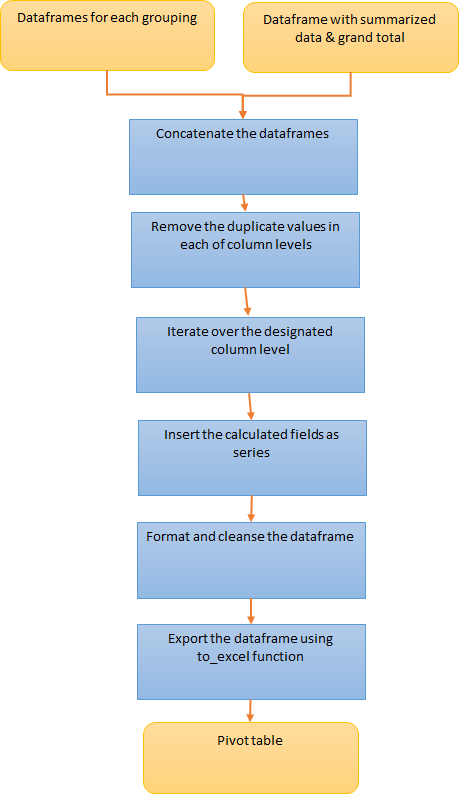 Dataframes for each grouping
Dataframe with summarized
data & grand total
Concatenate the dataframes
Remove the duplicate values in
each of column levels
Iterate over the designated
column level
Insert the calculated fields as
series
Format and cleanse the dataframe
Export the dataframe using
to_excel function
Pivot table